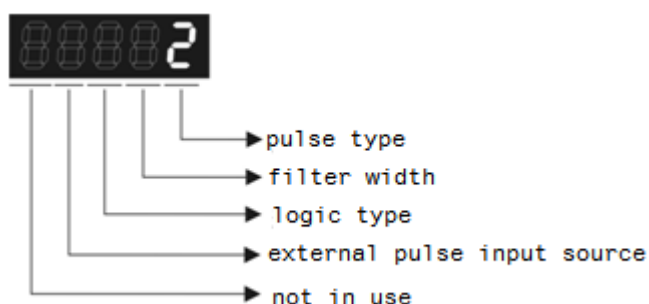 2
pulse type
filter width
logic type
external pulse input source
not in use